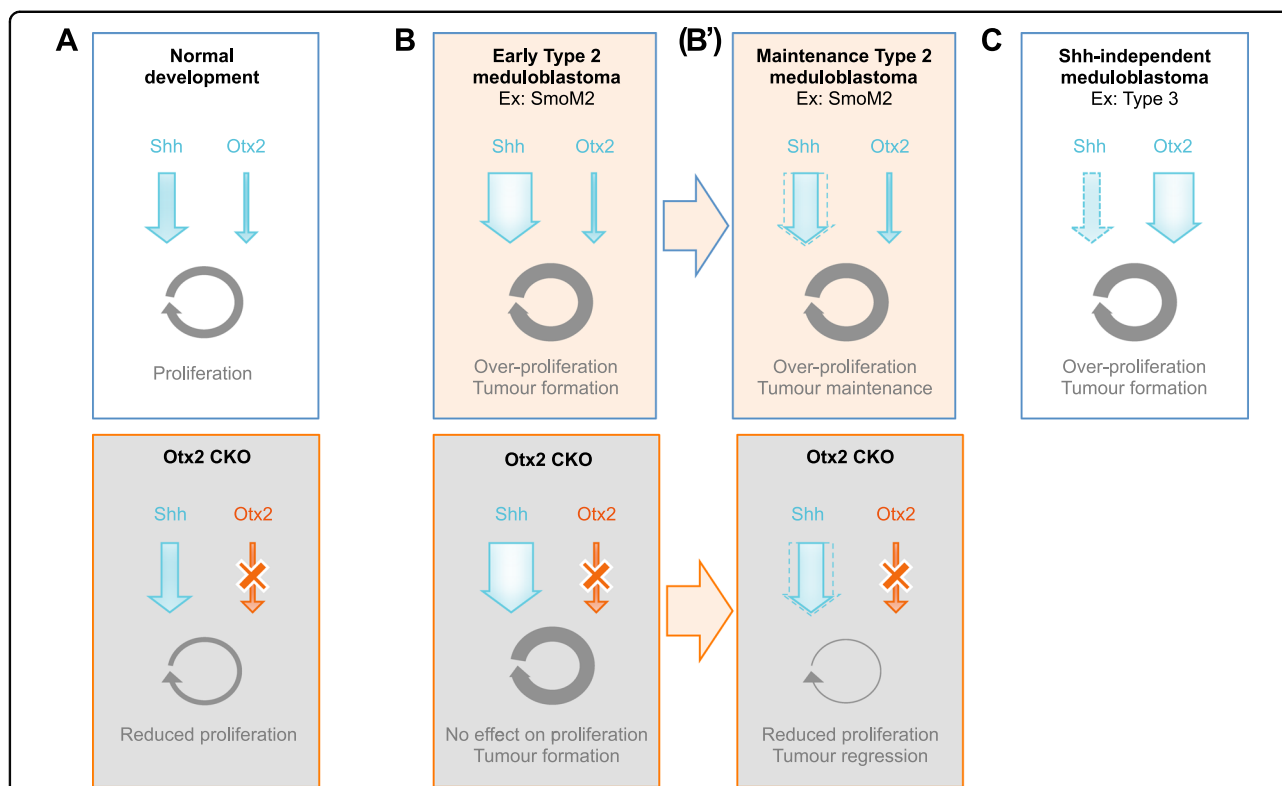 A
Normal
development
Shh
Otx2
Proliferation
B
Early Type 2
meduloblastoma
Ex: SmoM2
Shh
Otx2
Over-proliferation
Tumour formation
(B')
Maintenance Type 2
meduloblastoma
Ex: SmoM2
Shh
Otx2
Over-proliferation
Tumour maintenance
C
Shh-independent
meduloblastoma
Ex: Type 3
Shh
Otx2
Over-proliferation
Tumour formation
Otx2 CKO
Shh
Otx2
Reduced proliferation
Otx2 CKO
Shh
Otx2
No effect on proliferation
Tumour formation
Otx2 CKO
Shh
Otx2
Reduced proliferation
Tumour regression